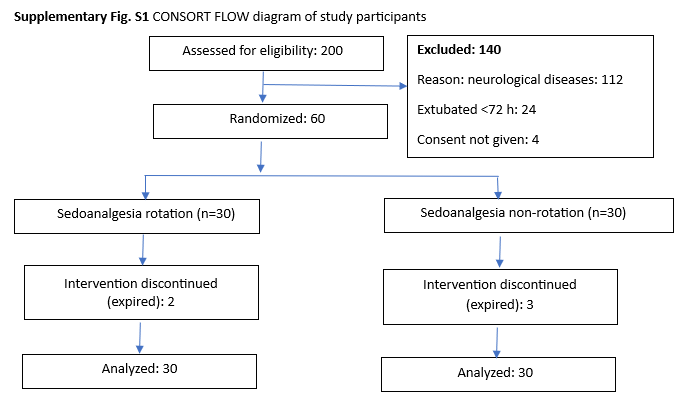 Supplementary Fig. S1 CONSORT FLOW diagram of study participants
Assessed for eligibility: 200
Excluded: 140
Reason: neurological diseases: 112
Extubated <72 h: 24
Consent not given: 4
Randomized: 60
Sedoanalgesia rotation (n=30)
Sedoanalgesia non-rotation (n=30)
Intervention discontinued
(expired): 2
Intervention discontinued
(expired): 3
Analyzed: 30
Analyzed: 30